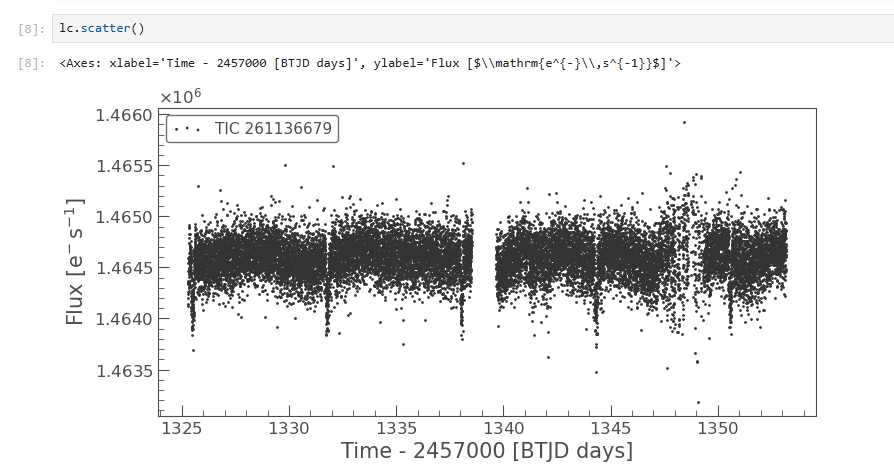 [8]: lc.scatter()
[8]: <Axes: xlabel='Time - 2457000 [BTJD days]', ylabel='Flux [$\\mathrm{e^{-}\\,s^{-1}}$]'>
×10⁶
1.4660
TIC 261136679
1.4655
1.4650
1.4645
1.4640
1.4635
Flux [e⁻ s⁻¹]
1325 1330 1335 1340 1345 1350
Time - 2457000 [BTJD days]